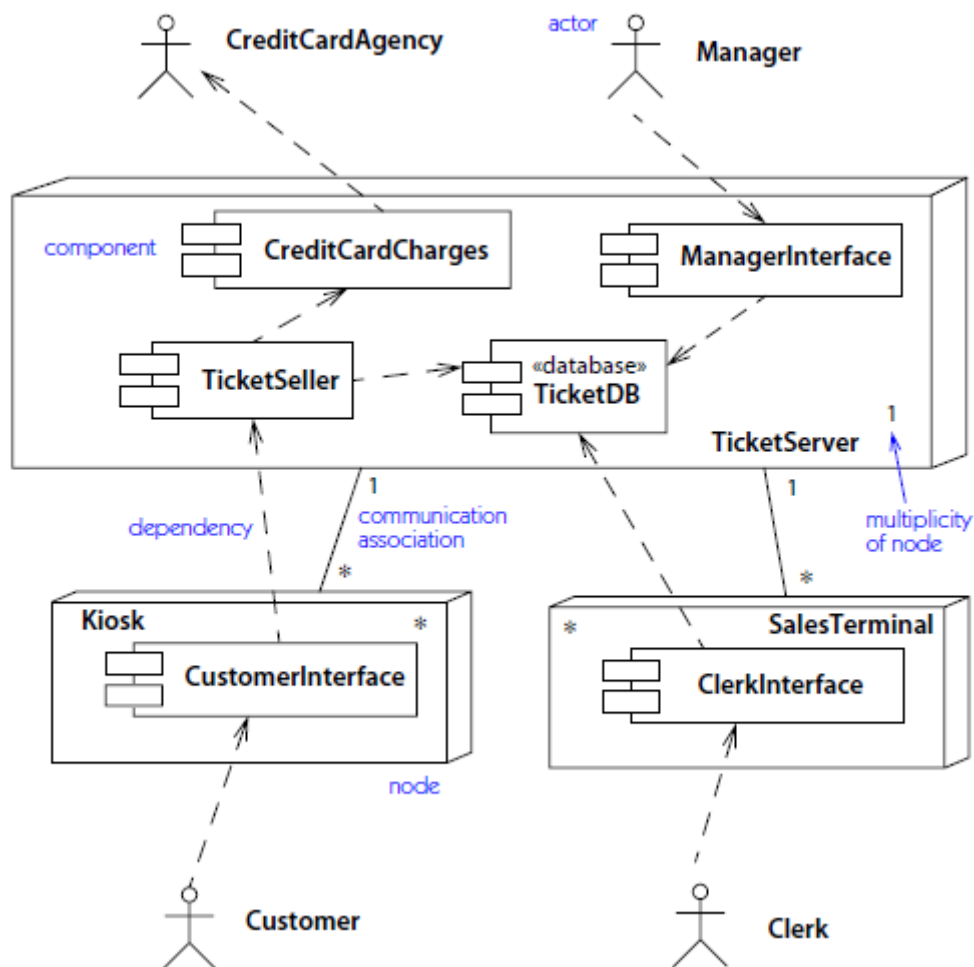 CreditCardAgency
actor
Manager
component
CreditCardCharges
ManagerInterface
TicketSeller
«database»
TicketDB
1
TicketServer
1
1
dependency
communication
association
multiplicity
of node
*
*
Kiosk
*
*
SalesTerminal
CustomerInterface
ClerkInterface
node
Customer
Clerk